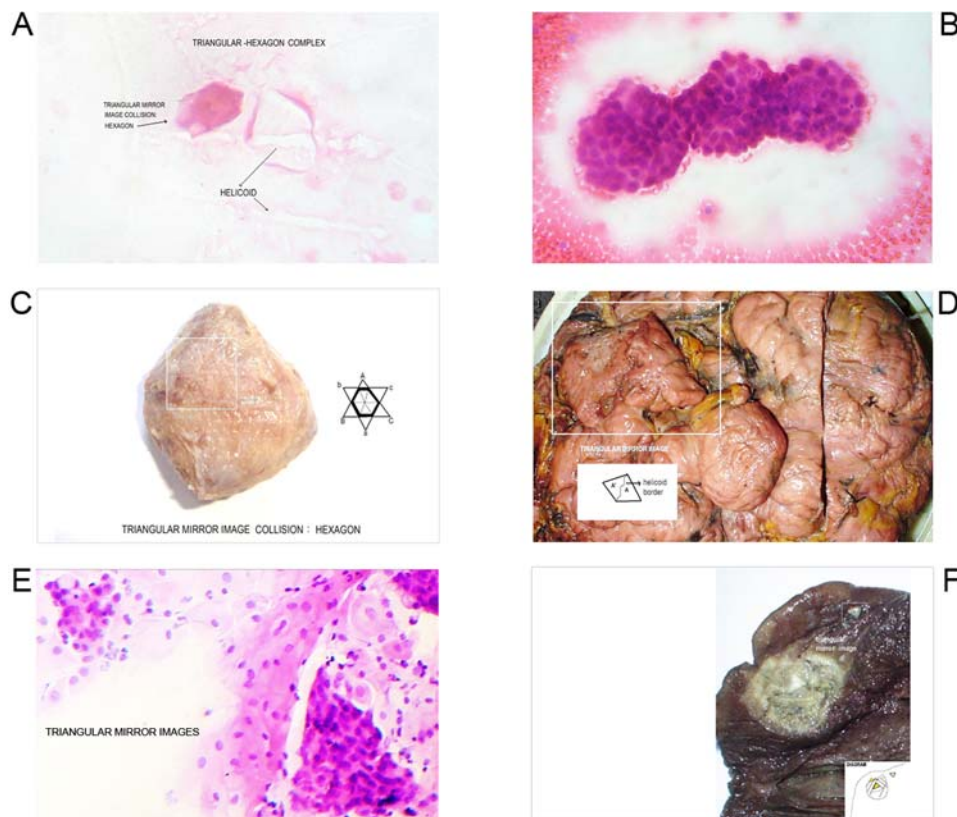 A
TRIANGULAR -HEXAGON COMPLEX
TRIANGULAR MIRROR
IMAGE COLLISION:
HEXAGON
HELICOID
B
C
A
b
c
B
C
a
TRIANGULAR MIRROR IMAGE COLLISION : HEXAGON
D
TRIANGULAR MIRROR IMAGE
A'
A
helicoid
border
E
TRIANGULAR MIRROR IMAGES
F
triangular
mirror image
DIAGRAM